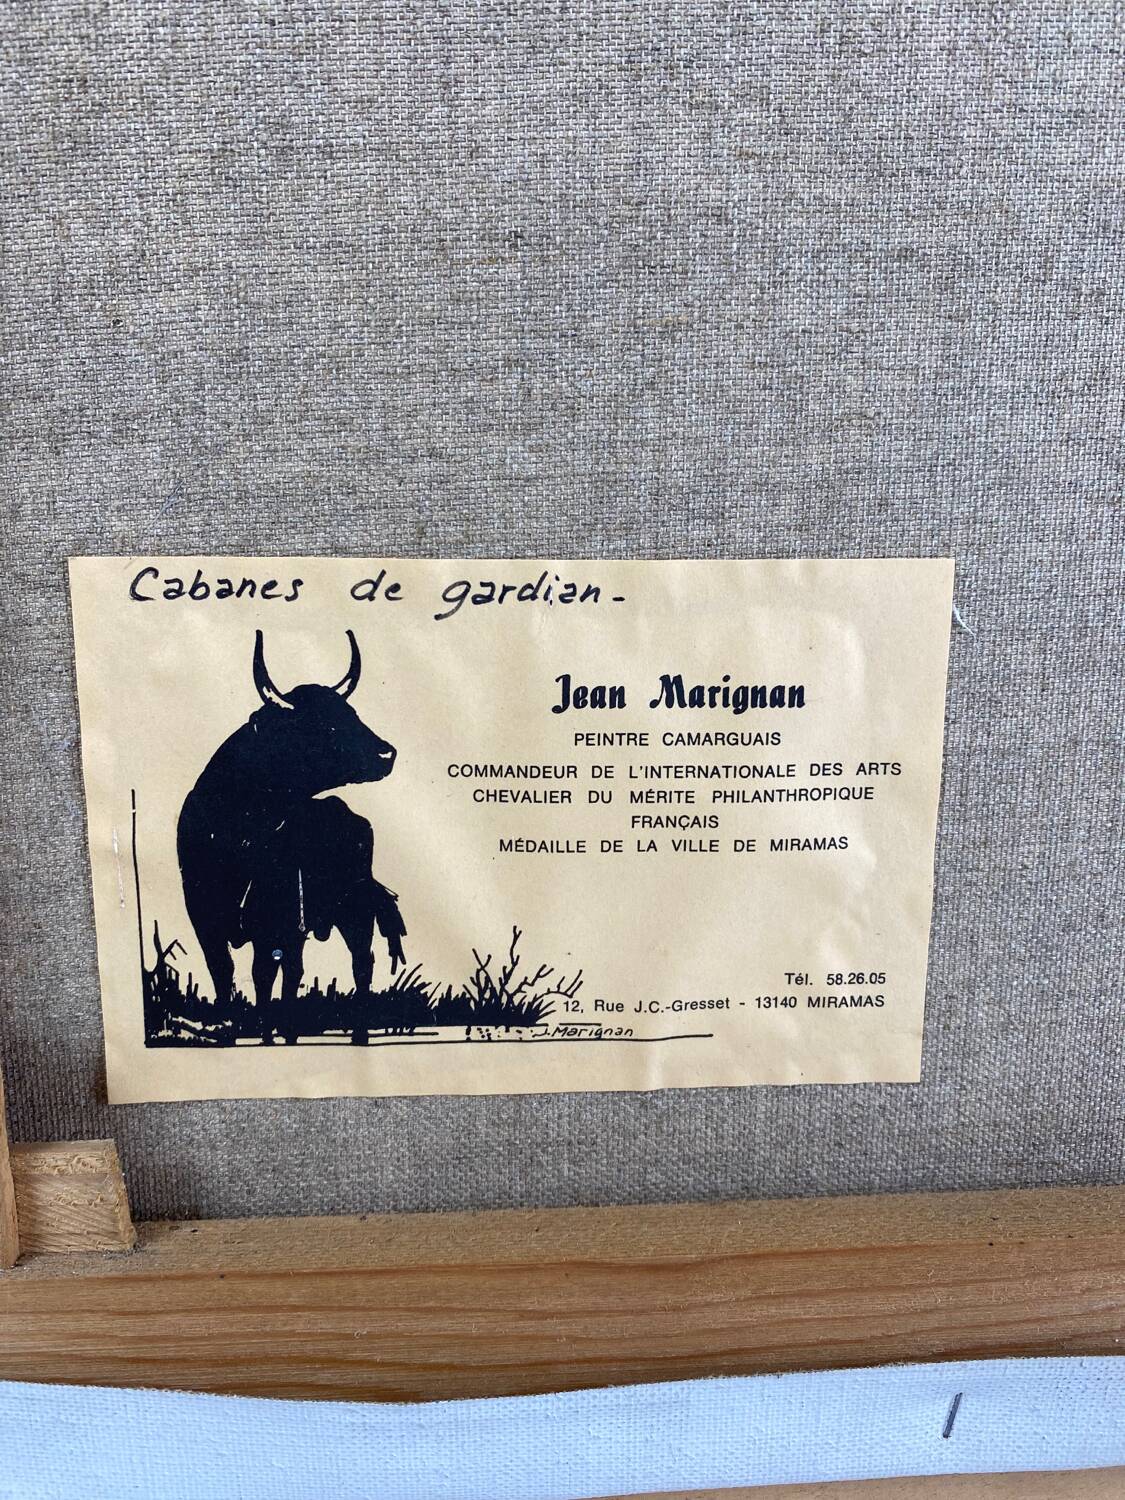 Cabanes de gardian -
Jean Marignan
PEINTRE CAMARGUAIS
COMMANDEUR DE L'INTERNATIONALE DES ARTS
CHEVALIER DU MÉRITE PHILANTHROPIQUE
FRANÇAIS
MÉDAILLE DE LA VILLE DE MIRAMAS
Tél. 58.26.05
12, Rue J.C.-Gresset - 13140 MIRAMAS
J. Marignan